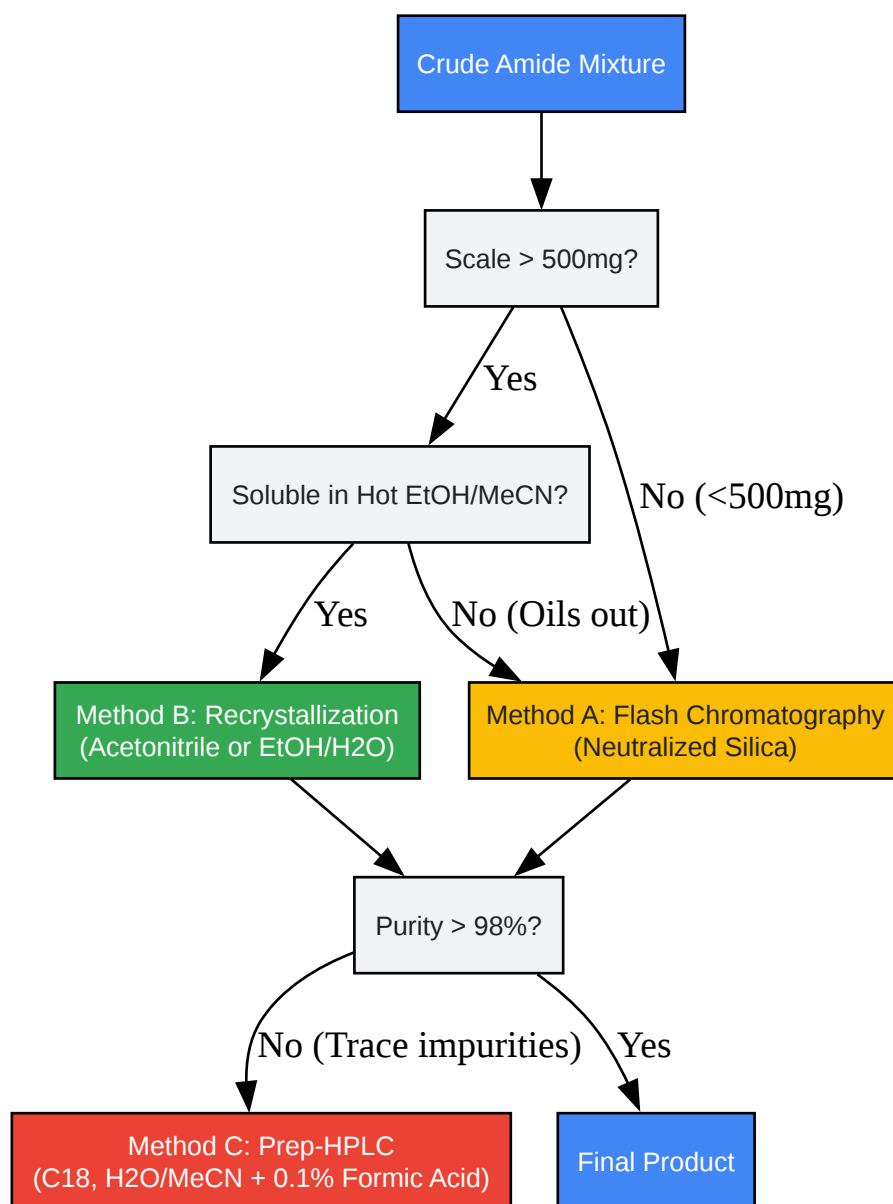 Crude Amide Mixture
Scale > 500mg?
Yes
Soluble in Hot EtOH/MeCN?
No (<500mg)
Yes
No (Oils out)
Method B: Recrystallization
(Acetonitrile or EtOH/H2O)
Method A: Flash Chromatography
(Neutralized Silica)
Purity > 98%?
No (Trace impurities)
Yes
Method C: Prep-HPLC
(C18, H2O/MeCN + 0.1% Formic Acid)
Final Product